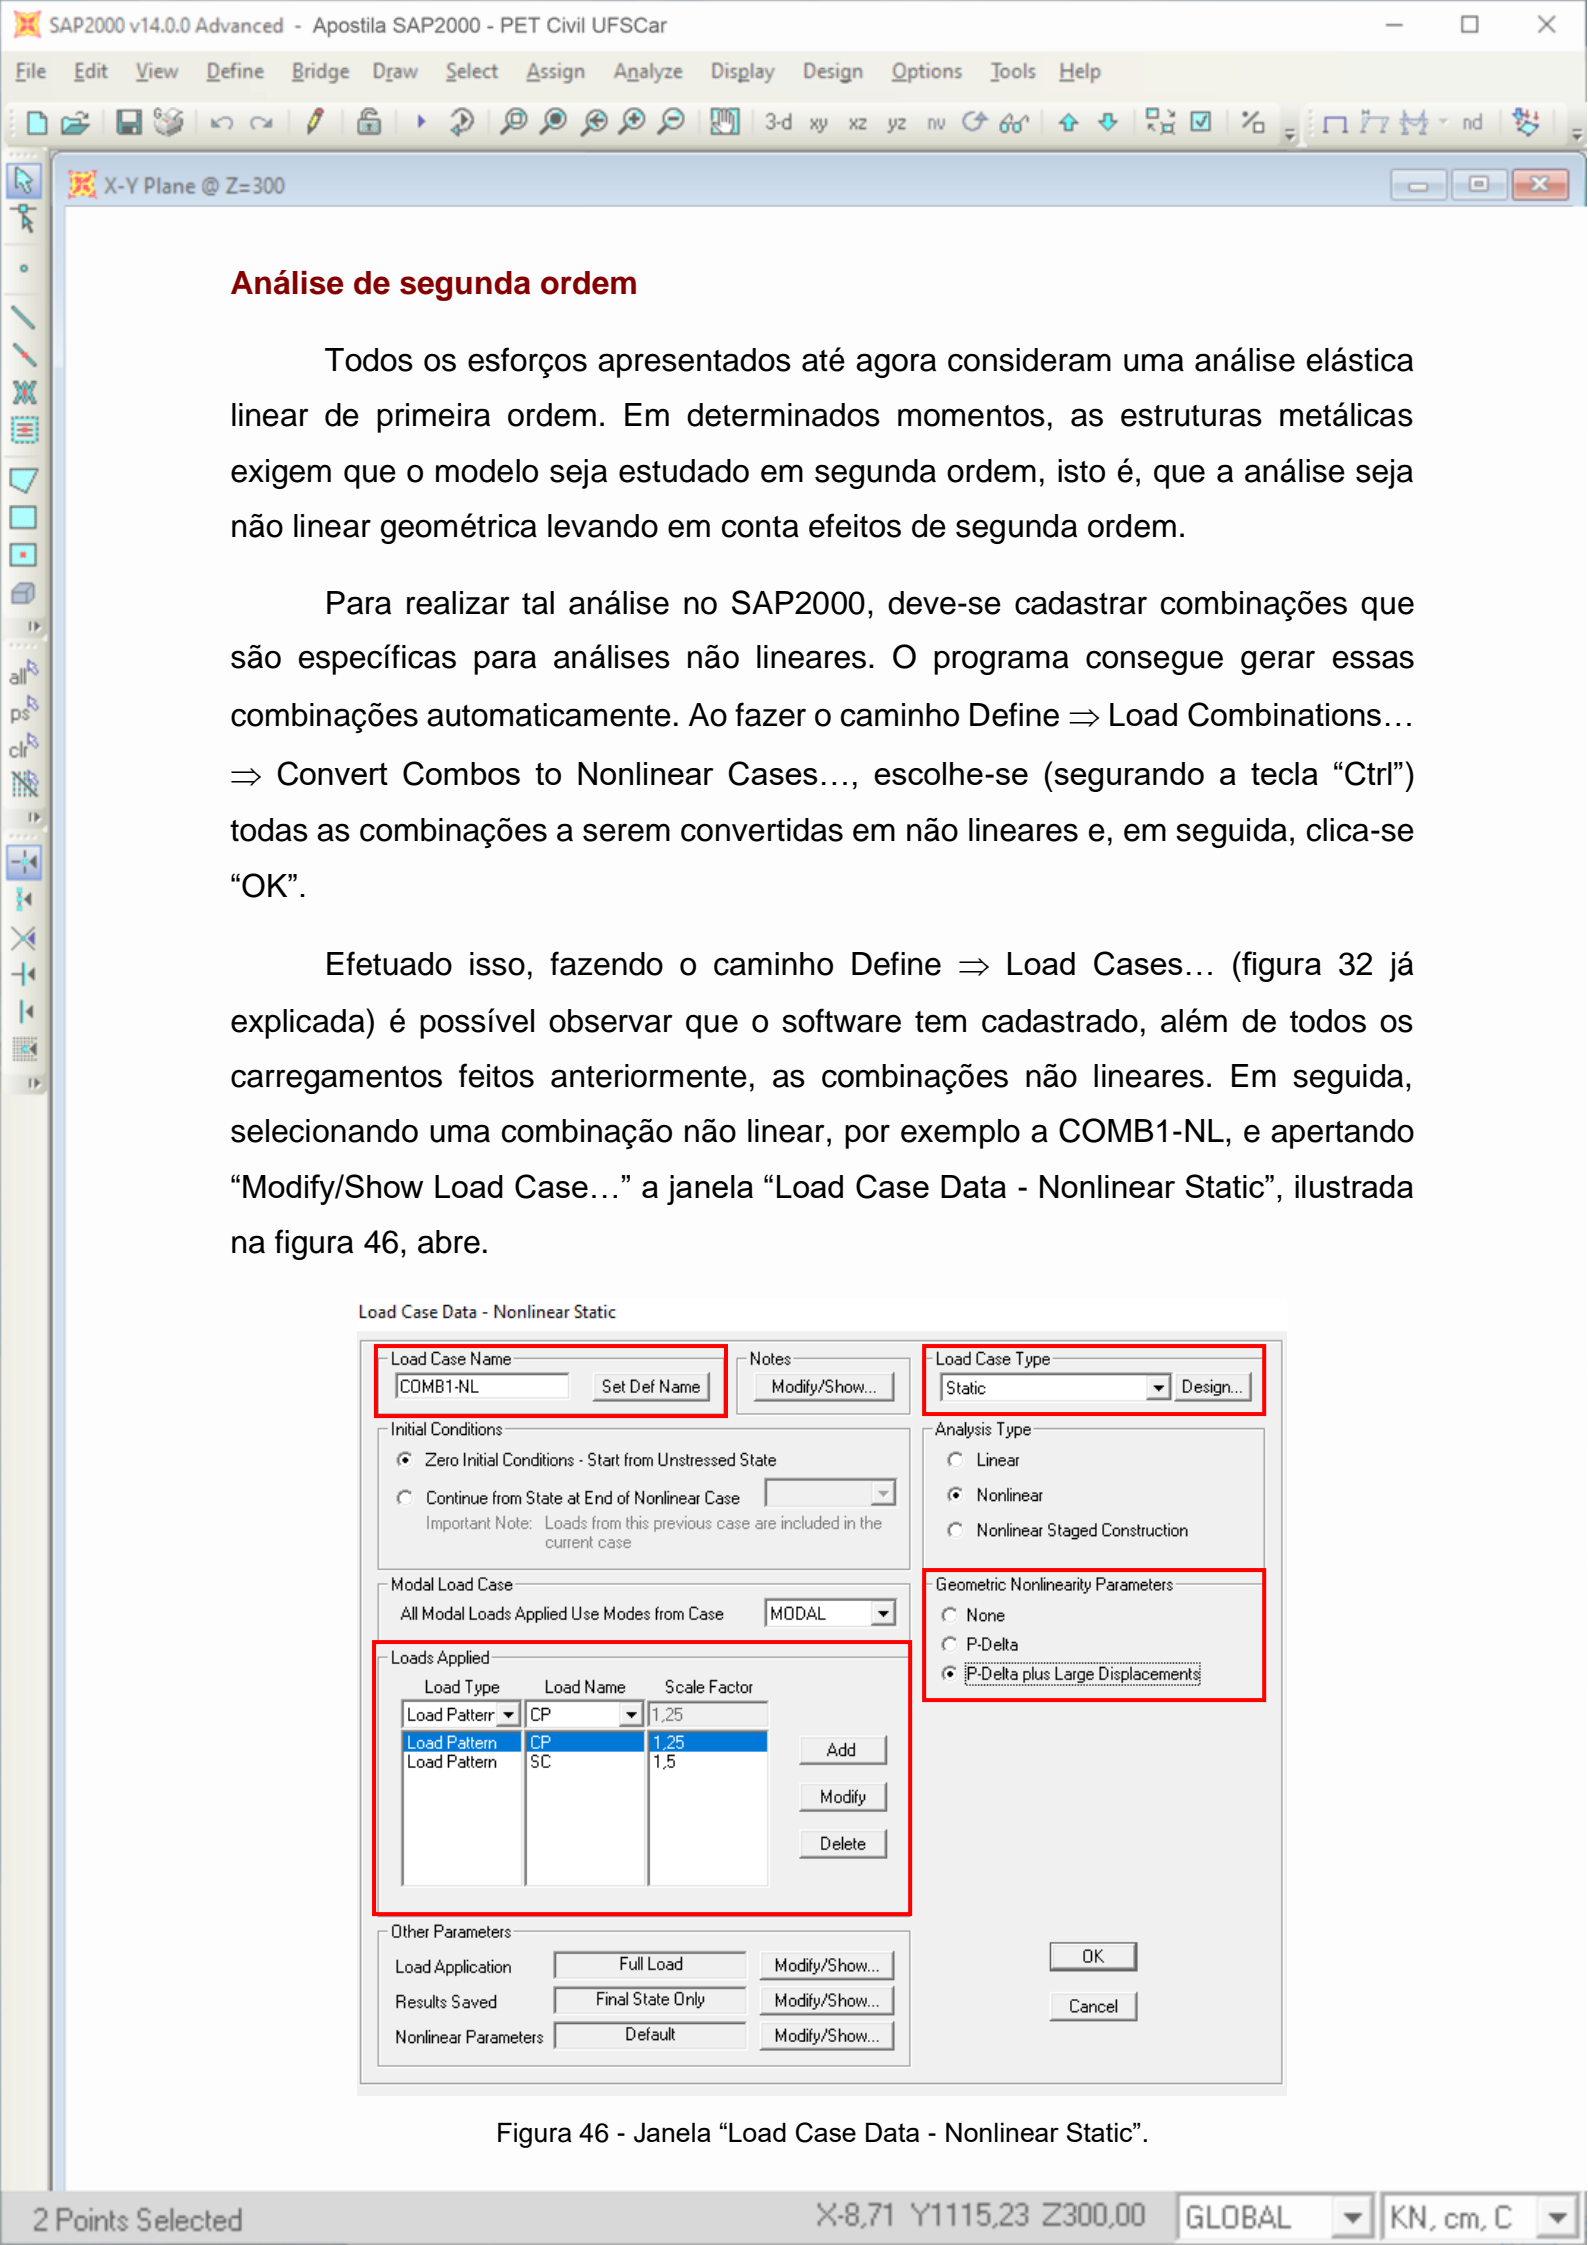 SAP2000 v14.0.0 Advanced - Apostila SAP2000 - PET Civil UFSCar
File Edit View Define Bridge Draw Select Assign Analyze Display Design Options Tools Help
3-d xy xz yz nv nd
X-Y Plane @ Z=300
all
ps
clr
Análise de segunda ordem
Todos os esforços apresentados até agora consideram uma análise elástica
linear de primeira ordem. Em determinados momentos, as estruturas metálicas
exigem que o modelo seja estudado em segunda ordem, isto é, que a análise seja
não linear geométrica levando em conta efeitos de segunda ordem.
Para realizar tal análise no SAP2000, deve-se cadastrar combinações que
são específicas para análises não lineares. O programa consegue gerar essas
combinações automaticamente. Ao fazer o caminho Define ⇒ Load Combinations…
⇒ Convert Combos to Nonlinear Cases…, escolhe-se (segurando a tecla “Ctrl”)
todas as combinações a serem convertidas em não lineares e, em seguida, clica-se
“OK”.
Efetuado isso, fazendo o caminho Define ⇒ Load Cases… (figura 32 já
explicada) é possível observar que o software tem cadastrado, além de todos os
carregamentos feitos anteriormente, as combinações não lineares. Em seguida,
selecionando uma combinação não linear, por exemplo a COMB1-NL, e apertando
“Modify/Show Load Case…” a janela “Load Case Data - Nonlinear Static”, ilustrada
na figura 46, abre.
Load Case Data - Nonlinear Static
Load Case Name
COMB1-NL Set Def Name
Notes
Modify/Show...
Load Case Type
Static Design...
Initial Conditions
Zero Initial Conditions - Start from Unstressed State
Continue from State at End of Nonlinear Case
Important Note: Loads from this previous case are included in the
current case
Analysis Type
Linear
Nonlinear
Nonlinear Staged Construction
Modal Load Case
All Modal Loads Applied Use Modes from Case MODAL
Geometric Nonlinearity Parameters
None
P-Delta
P-Delta plus Large Displacements
Loads Applied
Load Type Load Name Scale Factor
Load Pattern CP 1,25
Load Pattern CP 1,25
Load Pattern SC 1,5
Add
Modify
Delete
Other Parameters
Load Application Full Load Modify/Show...
Results Saved Final State Only Modify/Show...
Nonlinear Parameters Default Modify/Show...
OK
Cancel
Figura 46 - Janela “Load Case Data - Nonlinear Static”.
2 Points Selected X-8,71 Y1115,23 Z300,00 GLOBAL KN, cm, C